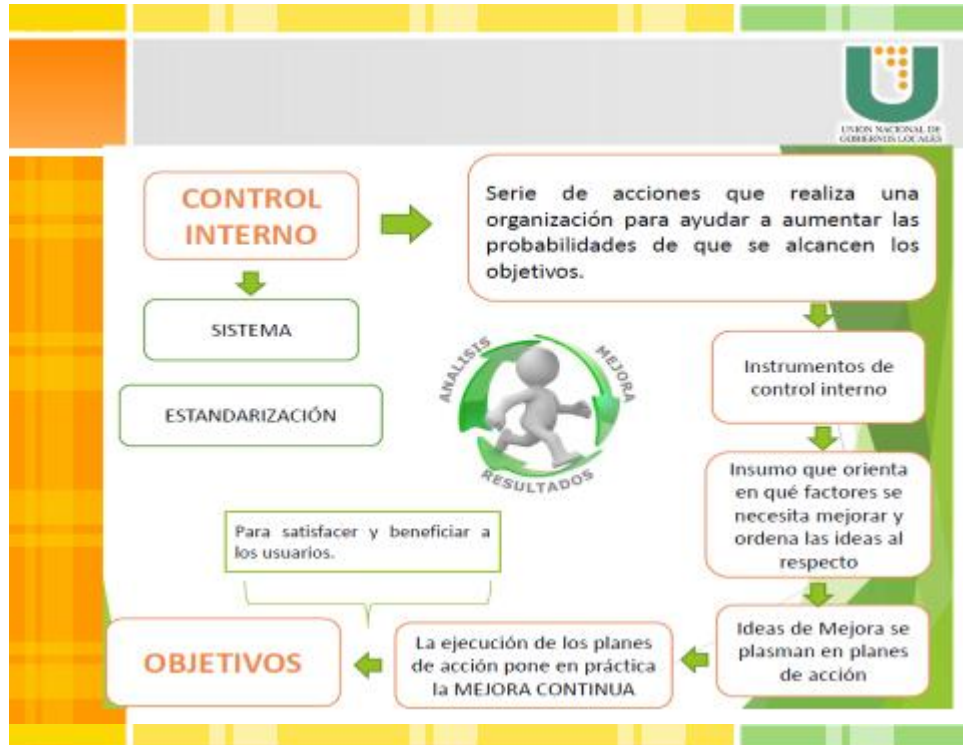 UNION NACIONAL DE
GOBIERNOS LOCALES
CONTROL
INTERNO
Serie de acciones que realiza una
organización para ayudar a aumentar las
probabilidades de que se alcancen los
objetivos.
SISTEMA
ESTANDARIZACIÓN
ANALISIS
MEJORA
RESULTADOS
Instrumentos de
control interno
Insumo que orienta
en qué factores se
necesita mejorar y
ordena las ideas al
respecto
Ideas de Mejora se
plasman en planes
de acción
La ejecución de los planes
de acción pone en práctica
la MEJORA CONTINUA
Para satisfacer y beneficiar a
los usuarios.
OBJETIVOS